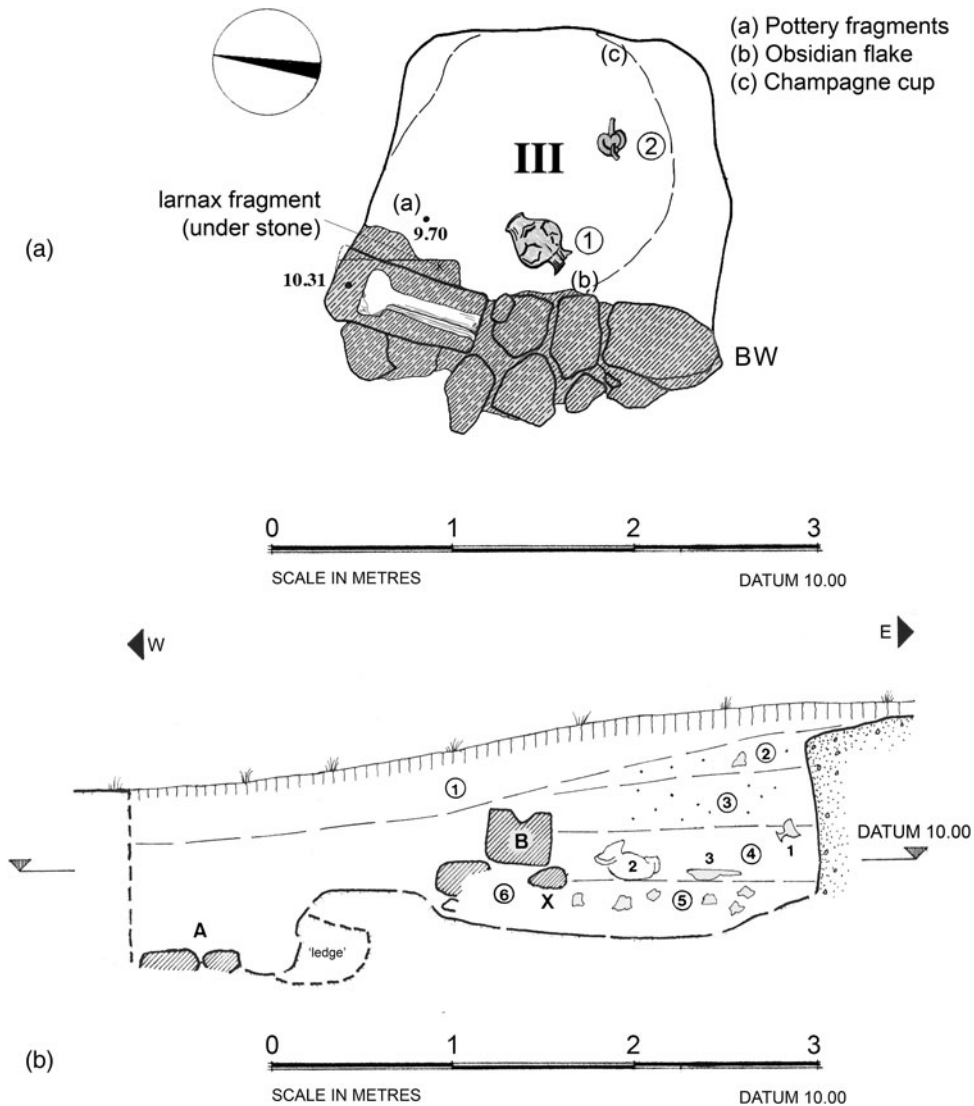 (a) Pottery fragments
(b) Obsidian flake
(c) Champagne cup
(c)
III
2
larnax fragment
(under stone)
(a)
9.70
1
(a)
10.31
(b)
BW
0 1 2 3
SCALE IN METRES DATUM 10.00
W E
2
1
3
DATUM 10.00
B
4
1
2
3
6
X
5
A
'ledge'
0 1 2 3
(b)
SCALE IN METRES DATUM 10.00